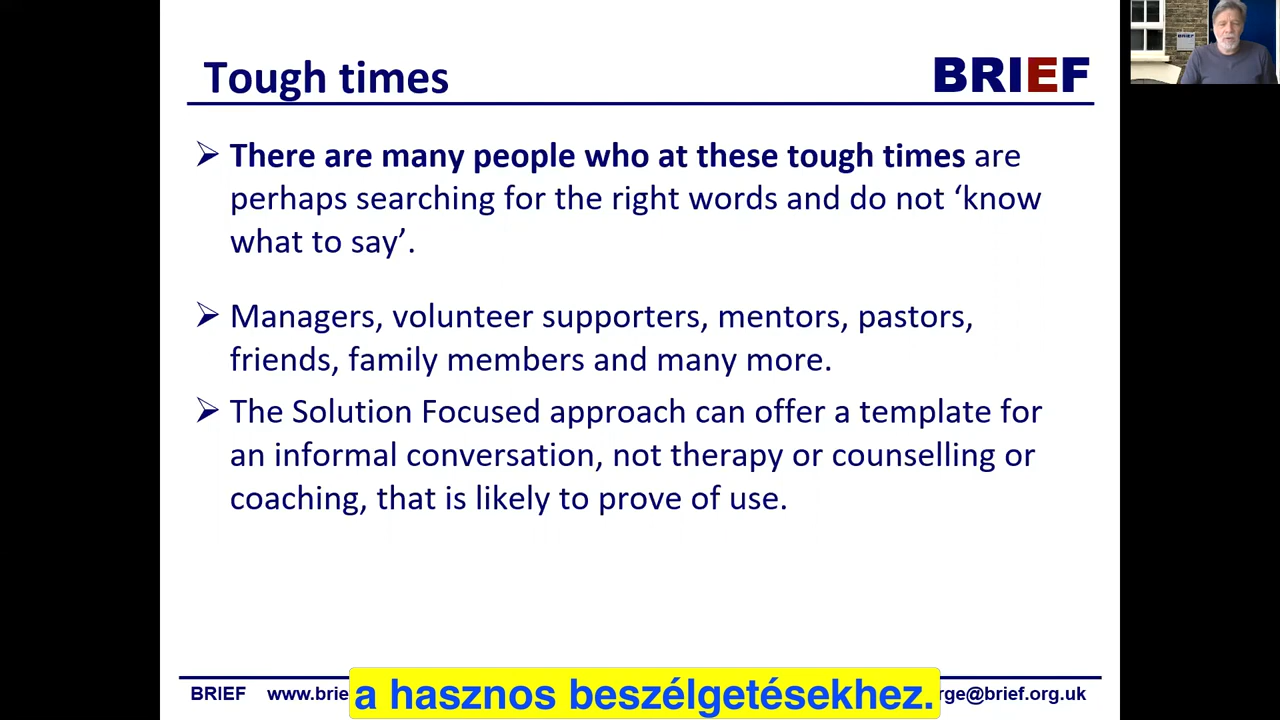 Tough times
BRIEF
BRIEF
There are many people who at these tough times are
perhaps searching for the right words and do not ‘know
what to say’.
Managers, volunteer supporters, mentors, pastors,
friends, family members and many more.
The Solution Focused approach can offer a template for
an informal conversation, not therapy or counselling or
coaching, that is likely to prove of use.
BRIEF www.brie
rge@brief.org.uk
a hasznos beszélgetésekhez.